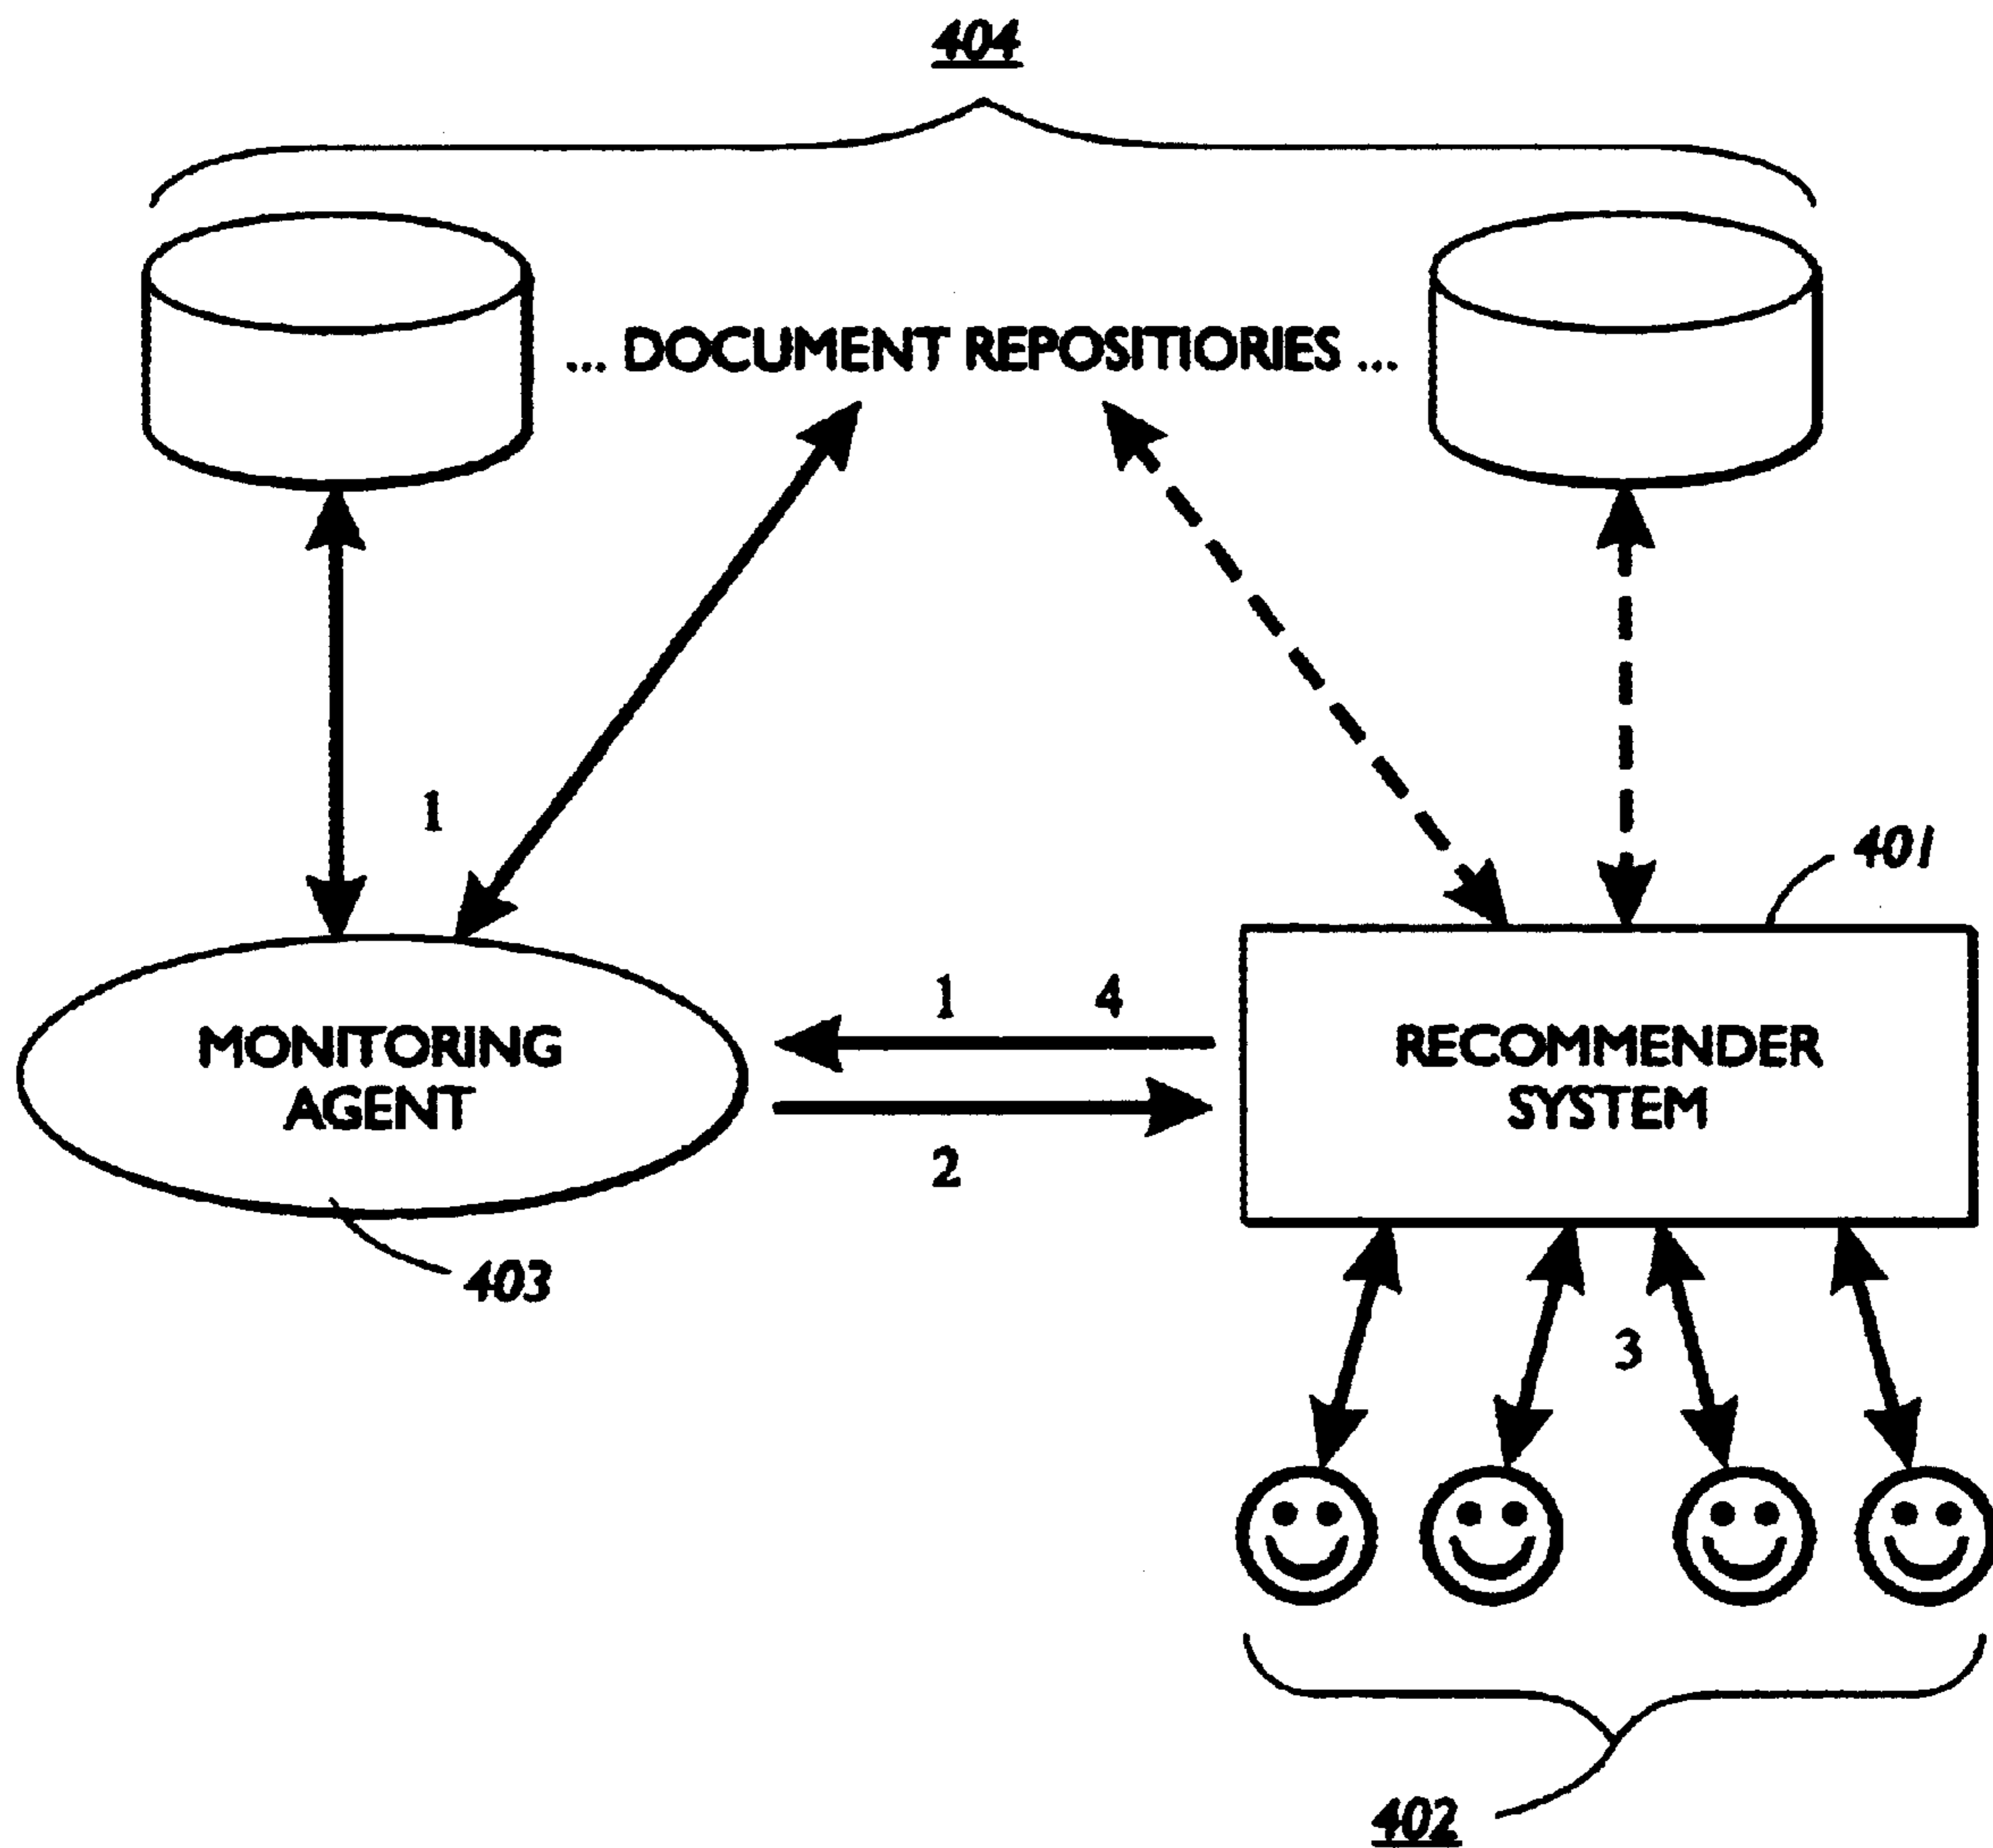 404
... DOCUMENT REPOSITIORIES ...
1
401
1 4
MONITORING
AGENT
RECOMMENDER
SYSTEM
2
403
3
402